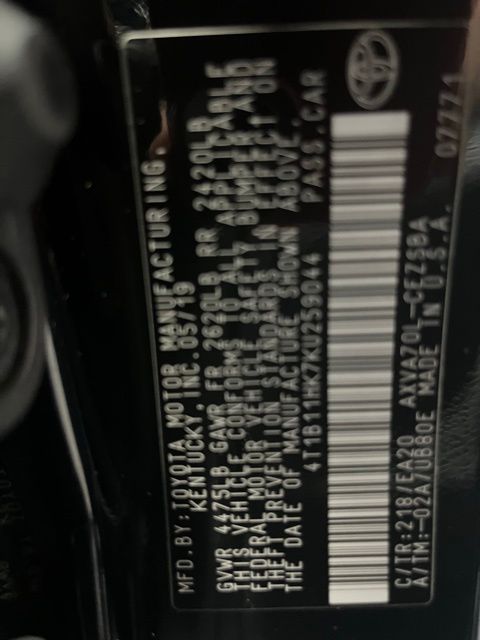 MFD. BY: TOYOTA MOTOR MANUFACTURING,
KENTUCKY, INC. 05/19
GVWR 4475LB GAWR FR 2620LB RR 2420LB
THIS VEHICLE CONFORMS TO ALL APPLICABLE
FEDERAL MOTOR VEHICLE SAFETY, BUMPER AND
THEFT PREVENTION STANDARDS IN EFFECT ON
THE DATE OF MANUFACTURE SHOWN ABOVE.
4T1B11HK7KU259044 PASS.CAR
C/TR:218/EA20 AXVA70L-CEZSBA
A/TM:-02A/UB80E MADE IN U.S.A. 07771